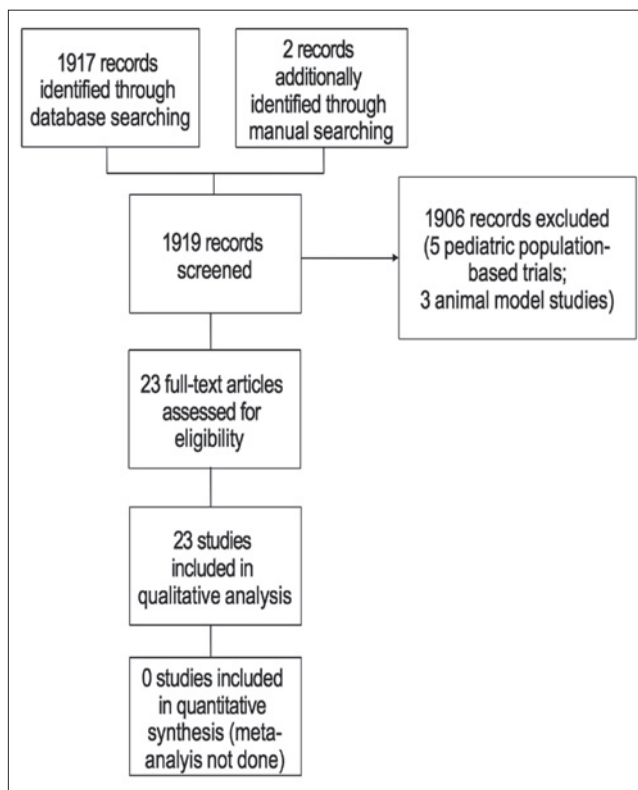 1917 records
identified through
database searching
2 records
additionally
identified through
manual searching
1919 records
screened
1906 records excluded
(5 pediatric population-
based trials;
3 animal model studies)
23 full-text articles
assessed for
eligibility
23 studies
included in
qualitative analysis
0 studies included
in quantitative
synthesis (meta-
analyis not done)